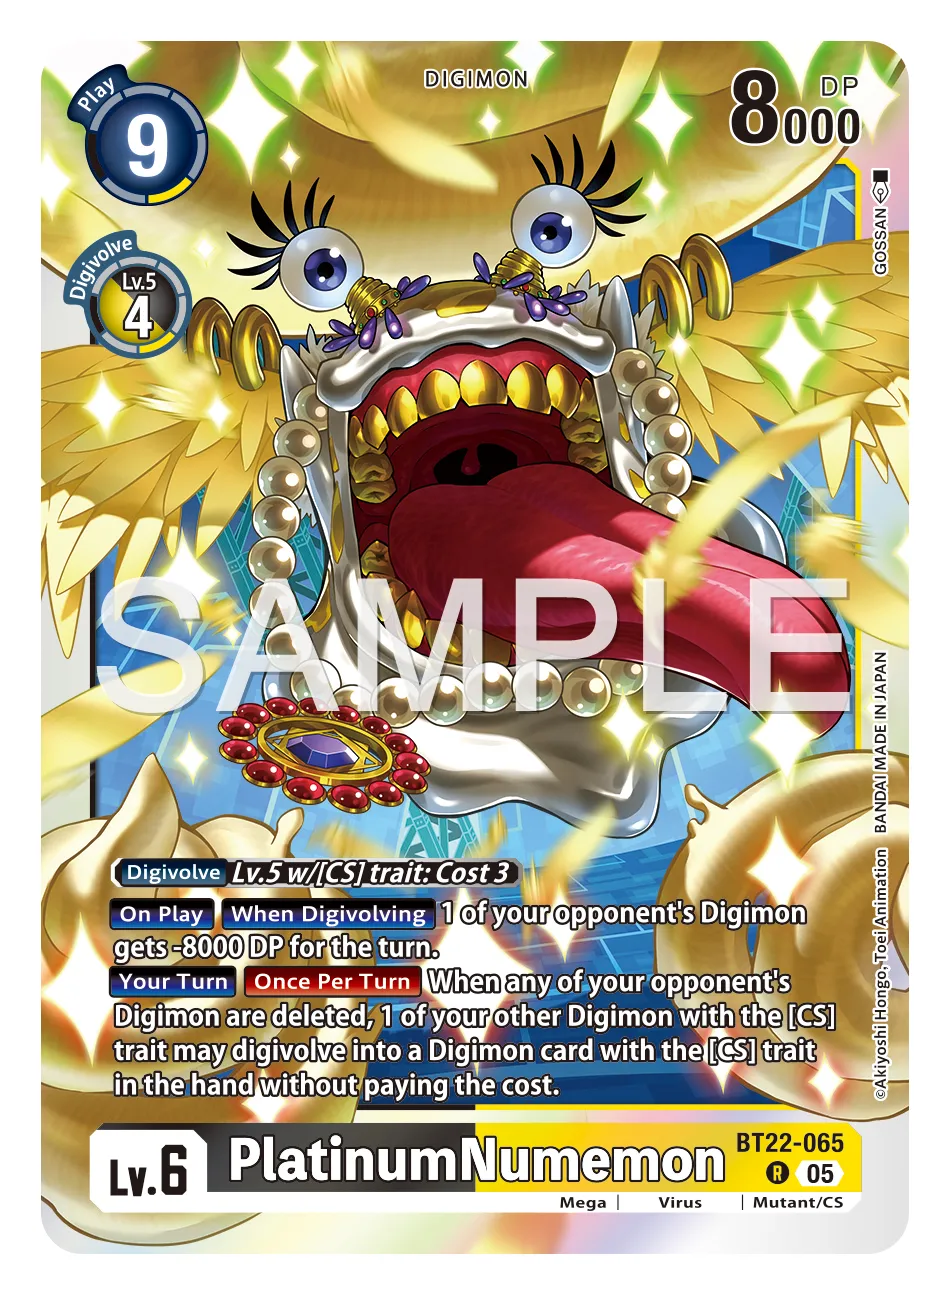 DIGIMON
Play
9
8000 DP
Digivolve
Lv.5
4
GOSSAN
SAMPLE
BANDAI MADE IN JAPAN
©Akiyoshi Hongo, Toei Animation
Digivolve Lv.5 w/[CS] trait: Cost 3
On Play When Digivolving 1 of your opponent's Digimon
gets -8000 DP for the turn.
Your Turn Once Per Turn When any of your opponent's
Digimon are deleted, 1 of your other Digimon with the [CS]
trait may digivolve into a Digimon card with the [CS] trait
in the hand without paying the cost.
Lv.6
PlatinumNumemon
BT22-065
R 05
Mega | Virus | Mutant/CS